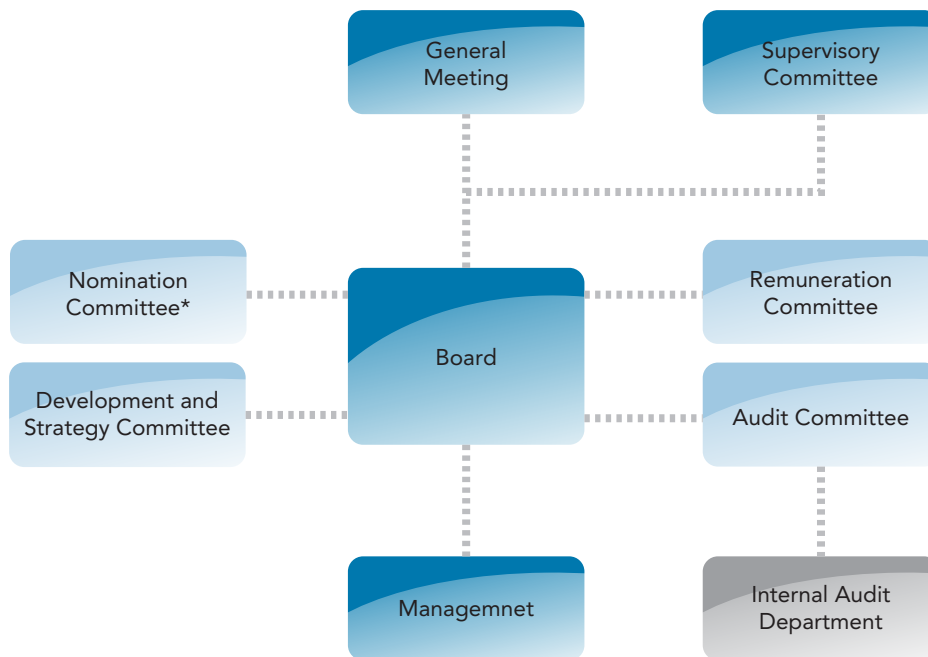 General
Meeting
Supervisory
Committee
Nomination
Committee*
Remuneration
Committee
Board
Development and
Strategy Committee
Audit Committee
Managemnet
Internal Audit
Department